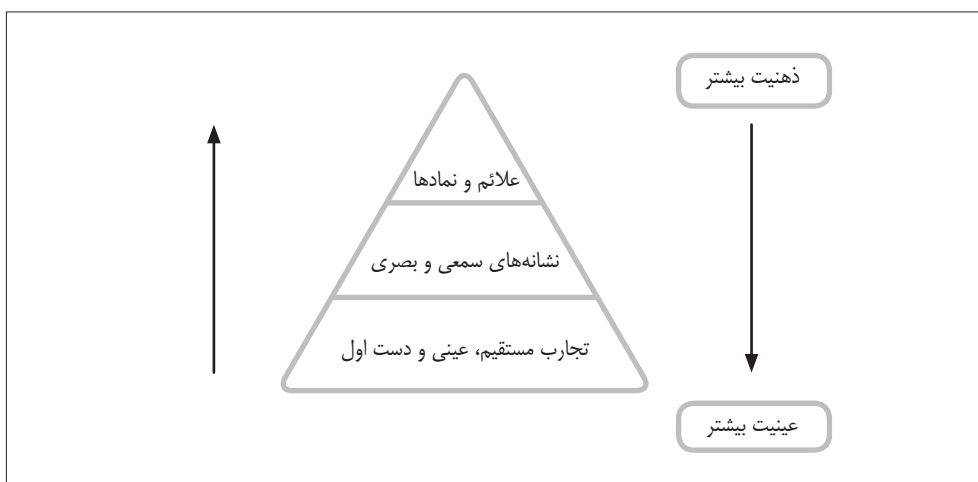 ذهنیت بیشتر
علائم و نمادها
نشانه‌های سمعی و بصری
تجارب مستقیم، عینی و دست اول
عینیت بیشتر